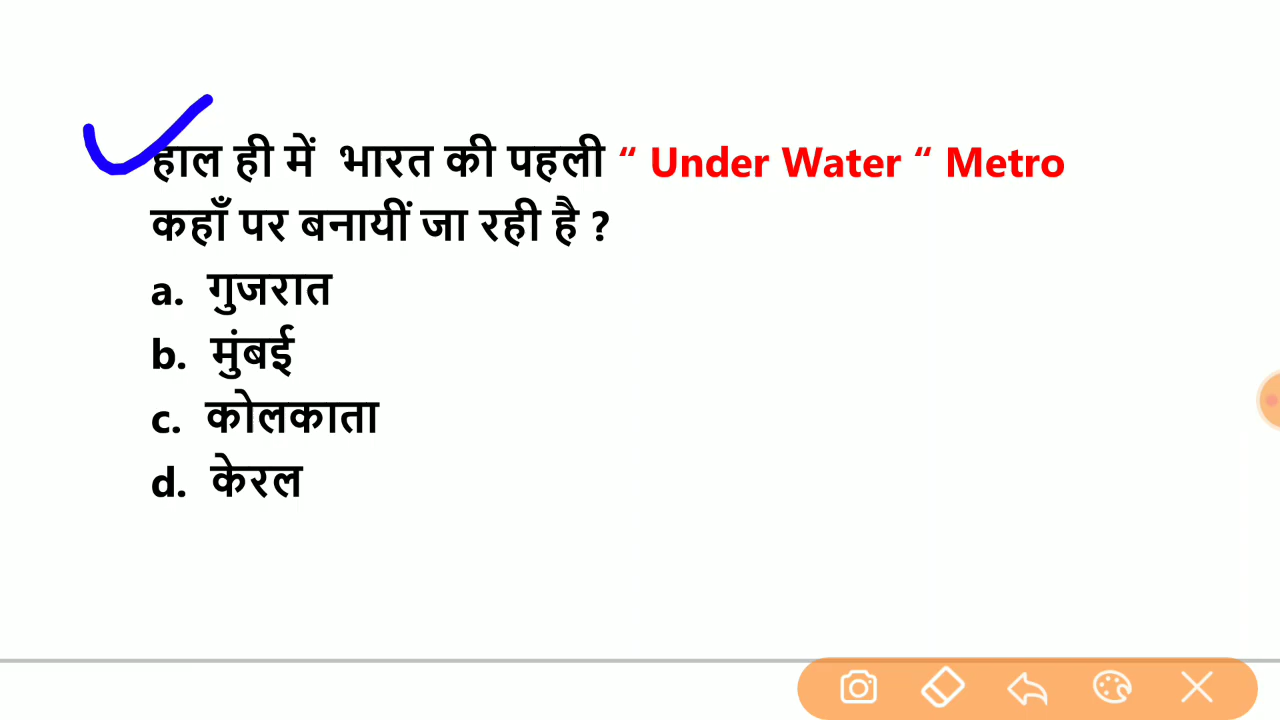 हाल ही में भारत की पहली “ Under Water “ Metro
कहाँ पर बनायीं जा रही है ?
a. गुजरात
b. मुंबई
c. कोलकाता
d. केरल